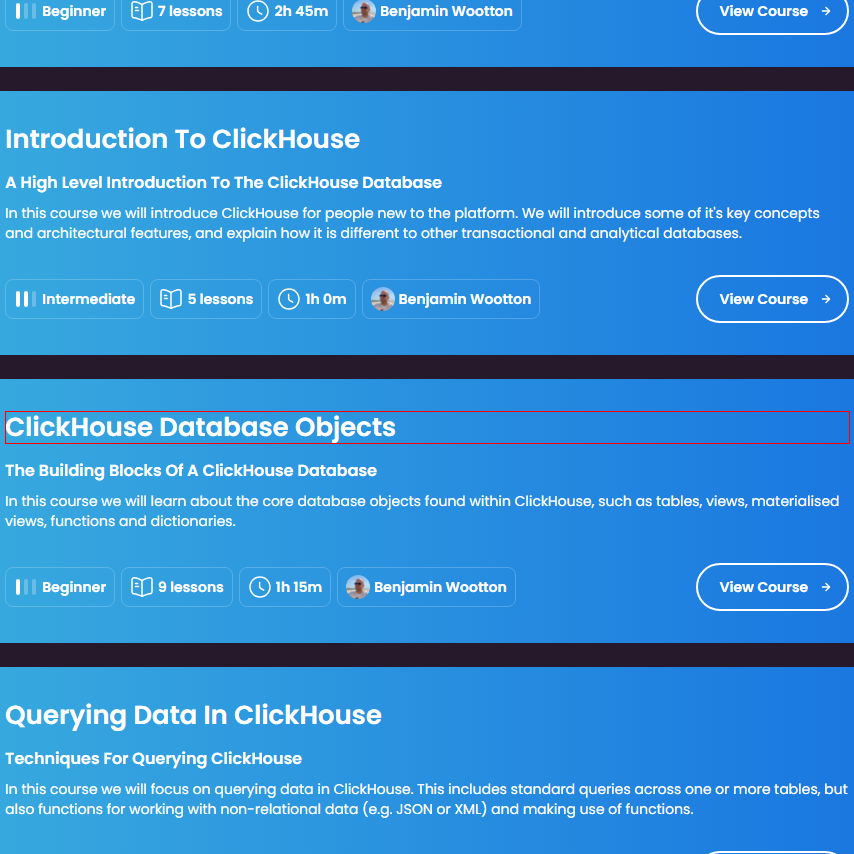 Beginner 7 lessons 2h 45m Benjamin Wootton View Course
Introduction To ClickHouse
A High Level Introduction To The ClickHouse Database
In this course we will introduce ClickHouse for people new to the platform. We will introduce some of it's key concepts
and architectural features, and explain how it is different to other transactional and analytical databases.
Intermediate 5 lessons 1h 0m Benjamin Wootton View Course
ClickHouse Database Objects
The Building Blocks Of A ClickHouse Database
In this course we will learn about the core database objects found within ClickHouse, such as tables, views, materialised
views, functions and dictionaries.
Beginner 9 lessons 1h 15m Benjamin Wootton View Course
Querying Data In ClickHouse
Techniques For Querying ClickHouse
In this course we will focus on querying data in ClickHouse. This includes standard queries across one or more tables, but
also functions for working with non-relational data (e.g. JSON or XML) and making use of functions.